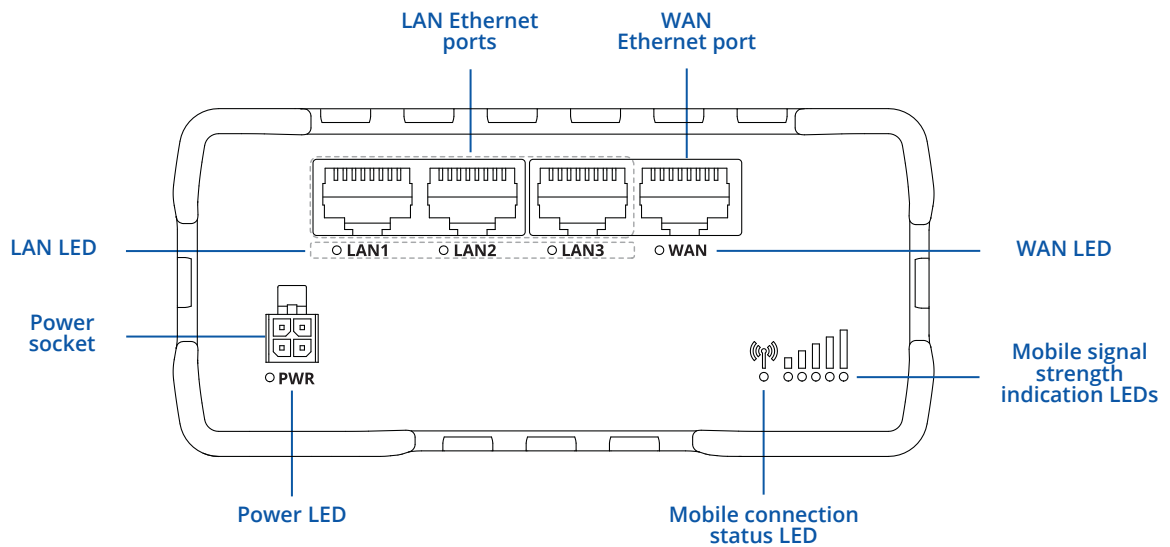 LAN Ethernet
ports
WAN
Ethernet port
LAN LED
LAN1
LAN2
LAN3
WAN
WAN LED
Power
socket
PWR
Mobile signal
strength
indication LEDs
Power LED
Mobile connection
status LED